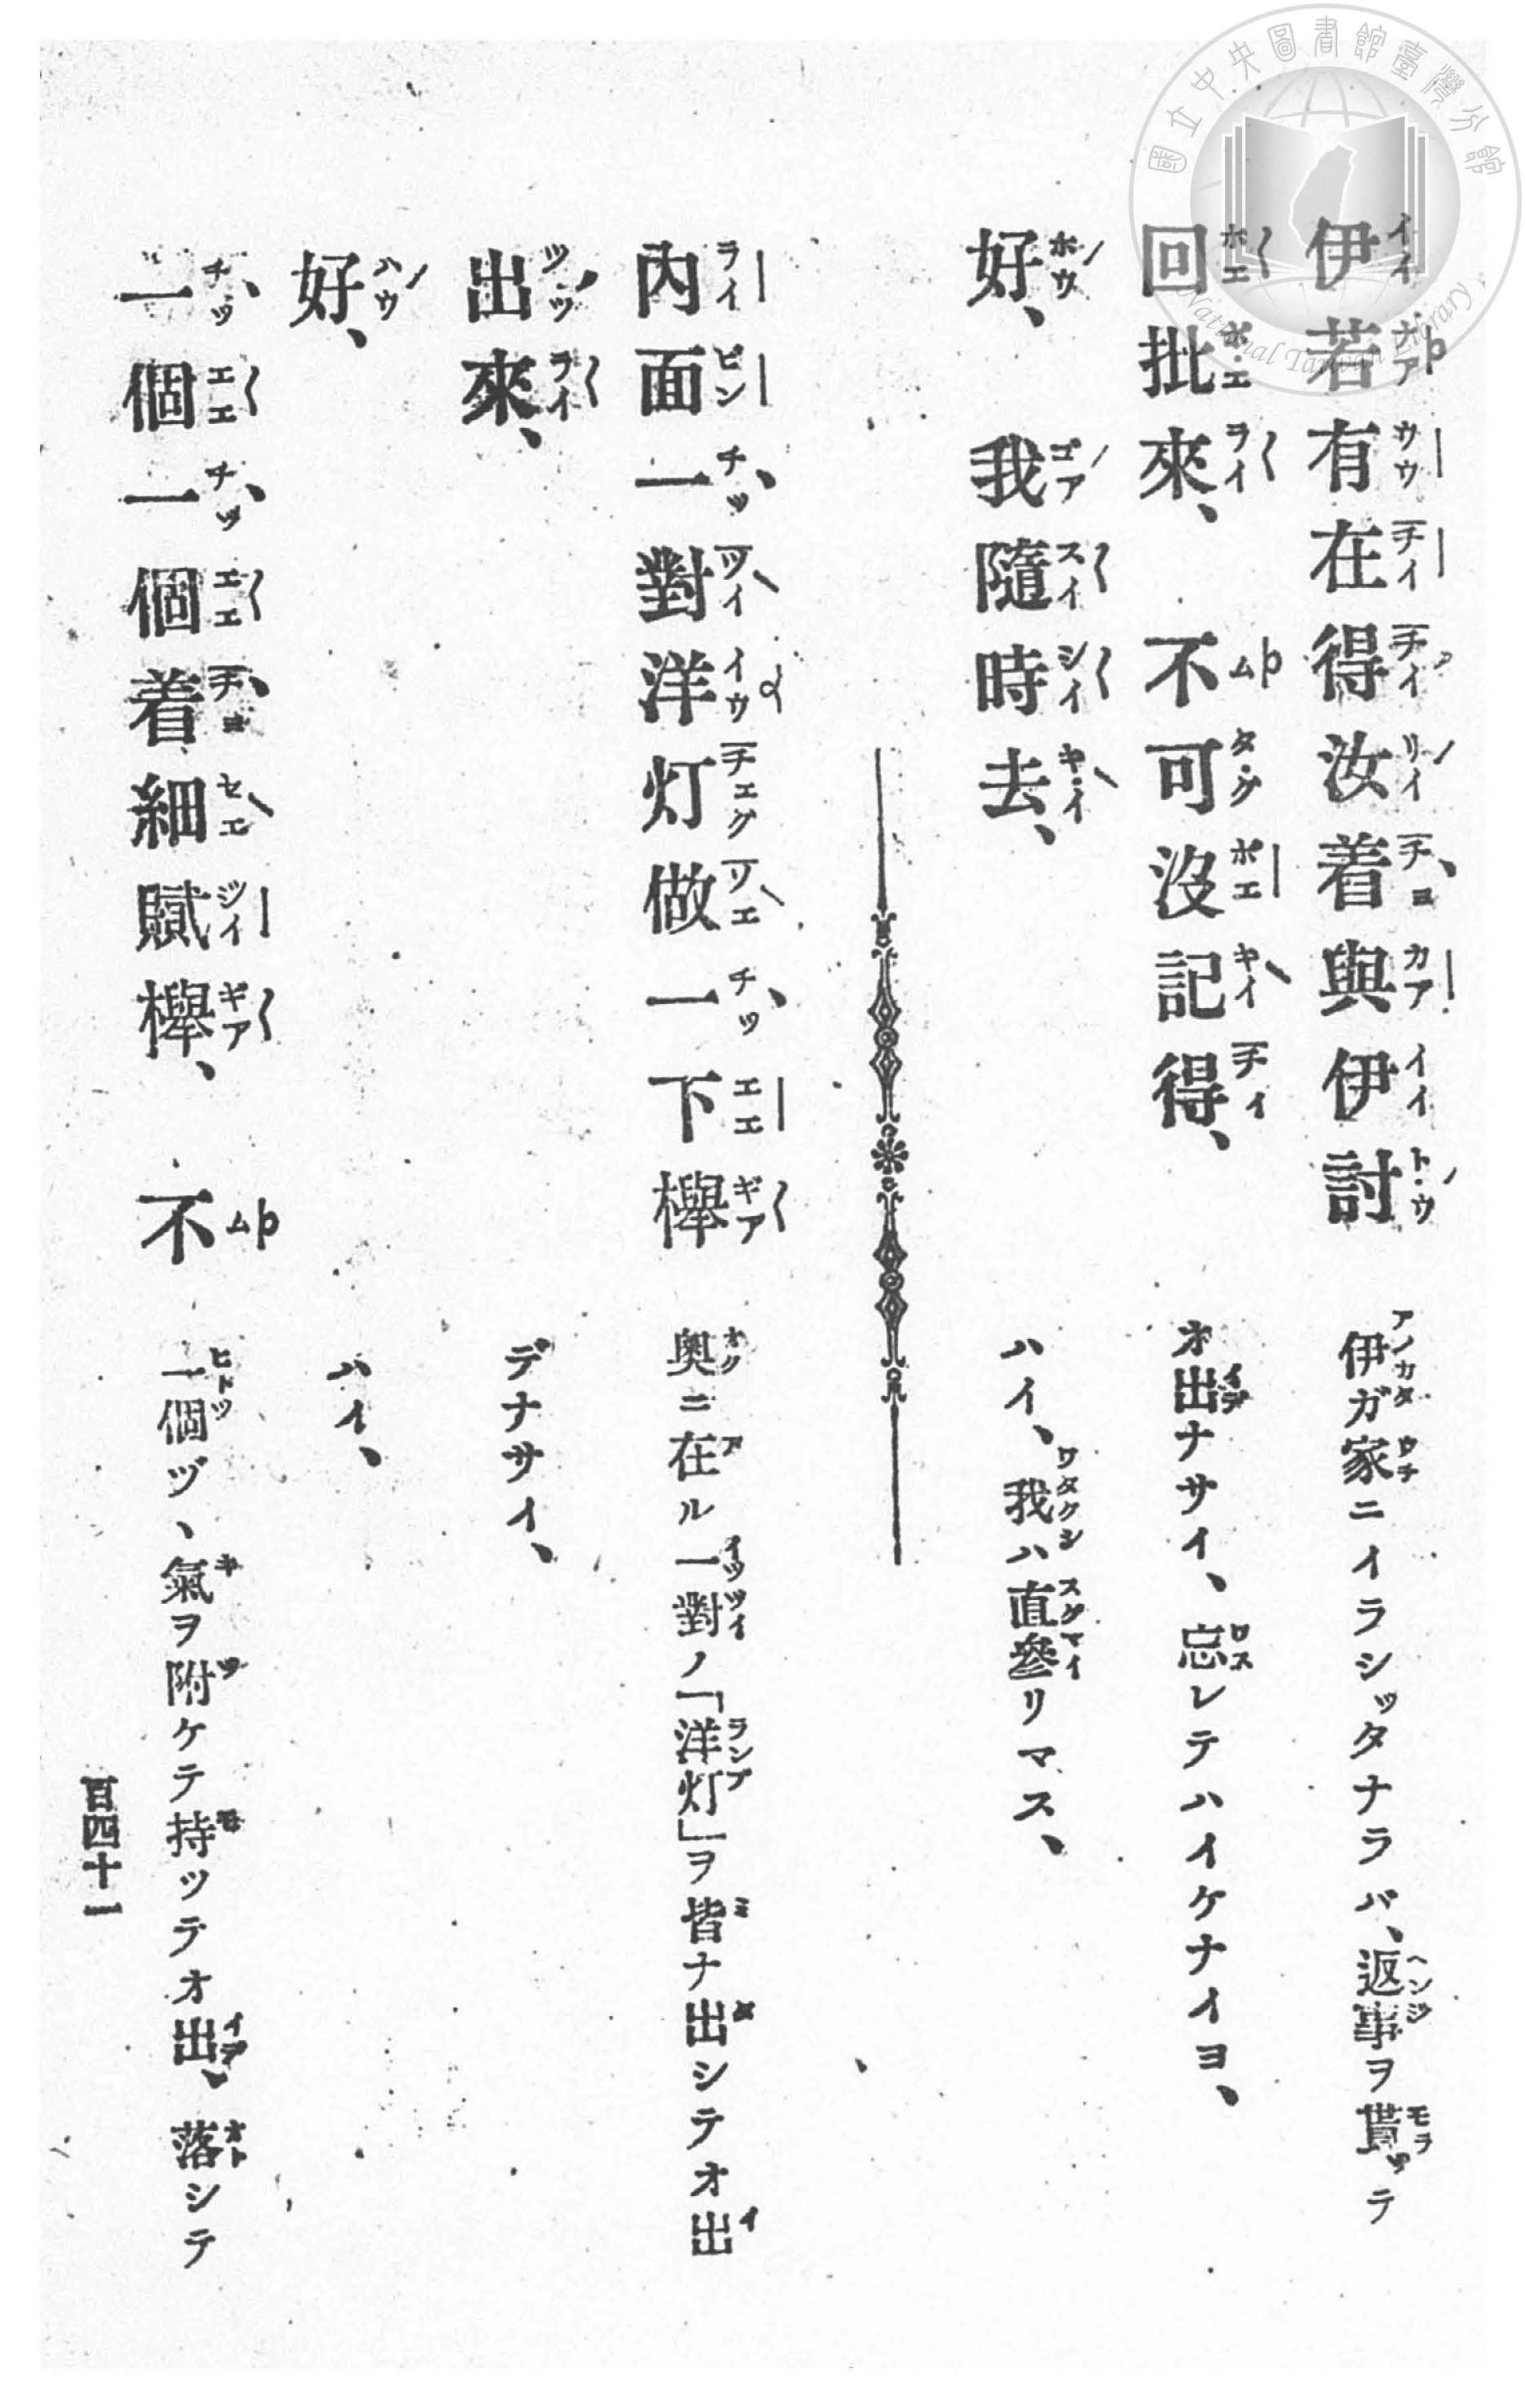 伊若有在得汝着與伊討
伊ガ家ニイラシッタナラバ、返事ヲ貰ッテ
回批來、不可沒記得、
オ出ナサイ、忘レテハイケナイヨ、
好、我隨時去、
ハイ、我ハ直參リマス、
內面一對洋灯做一下櫸
奧ニ在ル一對ノ「洋灯」ヲ皆ナ出シテオ出
出來、
デナサイ、
好、
ハイ、
一個一個着細膩櫸、不
一個ヅヽ氣ヲ附ケテ持ッテオ出、落シテ
百四十一
國立中央圖書館臺灣分館
National Taiwan Library